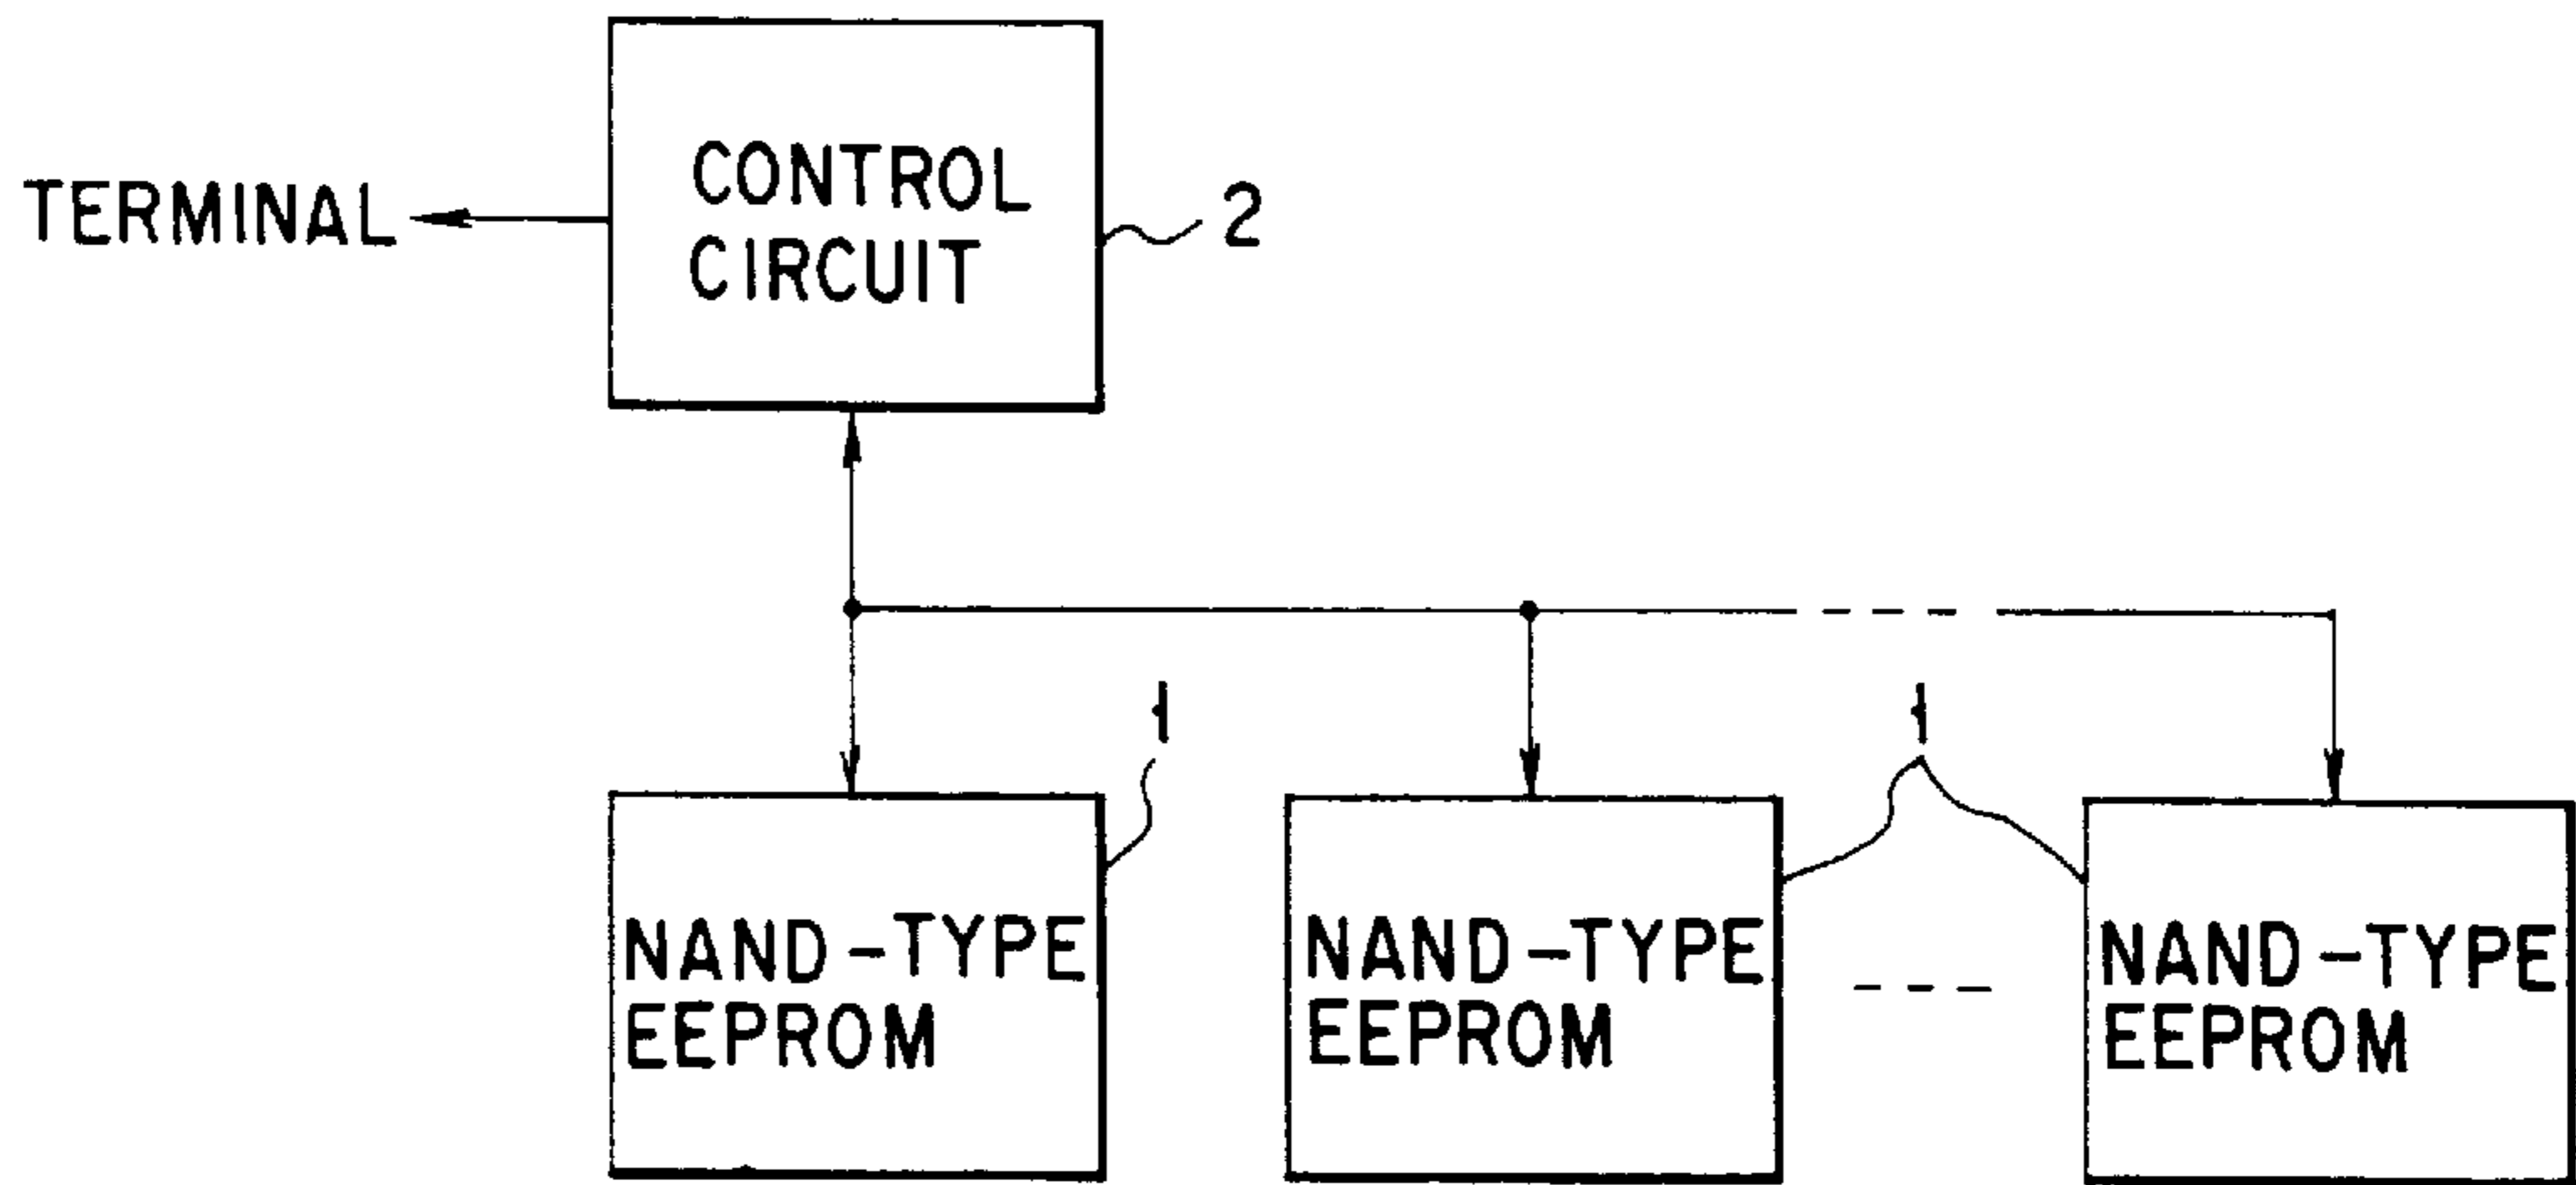 CONTROL
CIRCUIT
TERMINAL
2
1
1
NAND-TYPE
EEPROM
NAND-TYPE
EEPROM
NAND-TYPE
EEPROM